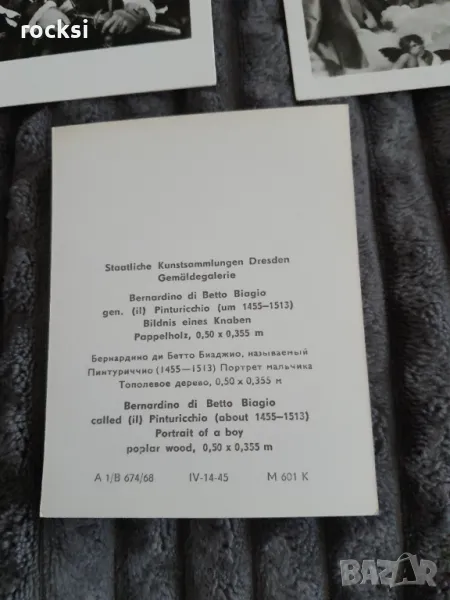 rocksi
Staatliche Kunstsammlungen Dresden
Gemäldegalerie
Bernardino di Betto Biagio
gen. (il) Pinturicchio (um 1455–1513)
Bildnis eines Knaben
Pappelholz, 0,50 x 0,355 m
Бернардино ди Бетто Биаджио, называемый
Пинтуриччио (1455—1513) Портрет мальчика
Тополевое дерево, 0,50 x 0,355 м
Bernardino di Betto Biagio
called (il) Pinturicchio (about 1455–1513)
Portrait of a boy
poplar wood, 0,50 x 0,355 m
A 1/B 674/68 IV-14-45 M 601 K
BAZAR